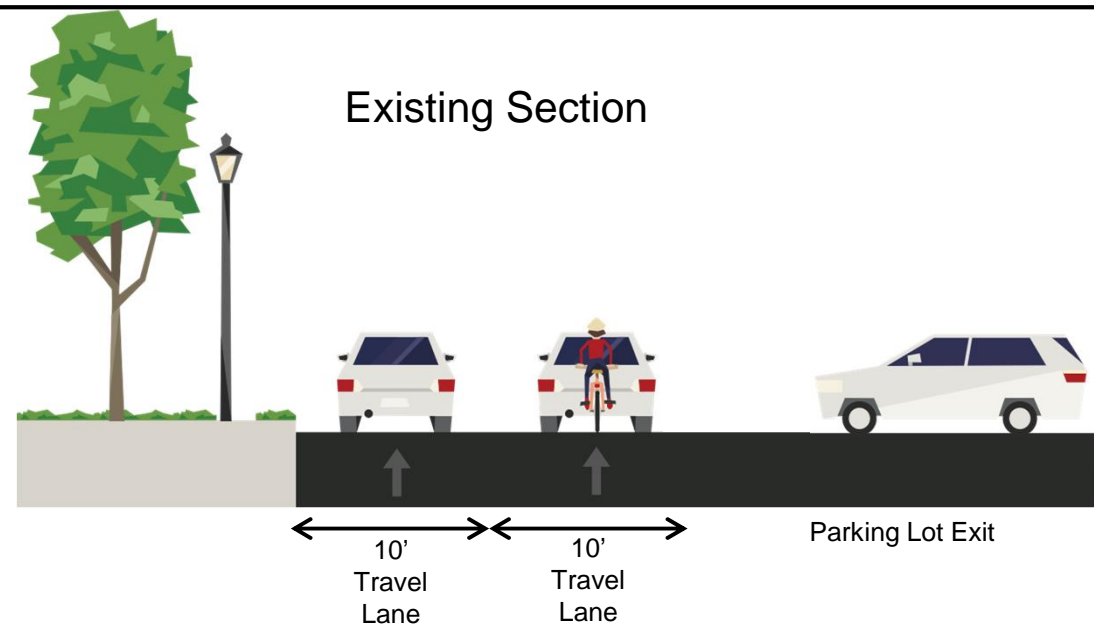 Existing Section
10'
Travel
Lane
10'
Travel
Lane
Parking Lot Exit